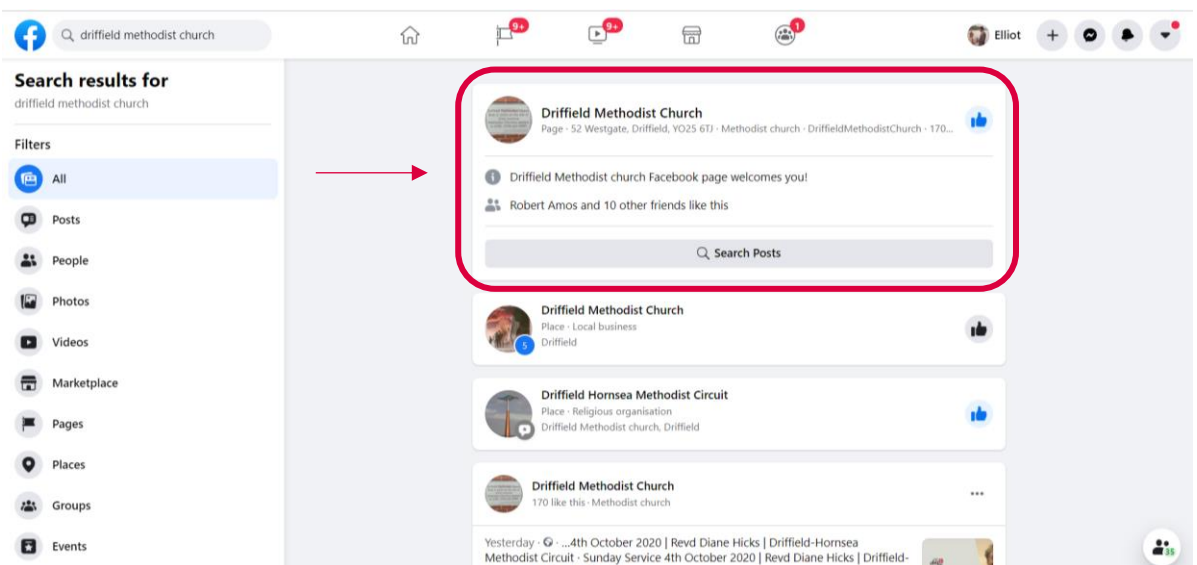 driffield methodist church
9+
9+
1
Elliot
Search results for
driffield methodist church
Filters
All
Posts
People
Photos
Videos
Marketplace
Pages
Places
Groups
Events
Driffield Methodist Church
Page · 52 Westgate, Driffield, YO25 6TJ · Methodist church · DriffieldMethodistChurch · 170...
Driffield Methodist church Facebook page welcomes you!
Robert Amos and 10 other friends like this
Search Posts
Driffield Methodist Church
Place · Local business
Driffield
5
Driffield Hornsea Methodist Circuit
Place · Religious organisation
Driffield Methodist church, Driffield
Driffield Methodist Church
170 like this · Methodist church
Yesterday · ...4th October 2020 | Revd Diane Hicks | Driffield-Hornsea
Methodist Circuit · Sunday Service 4th October 2020 | Revd Diane Hicks | Driffield-
35